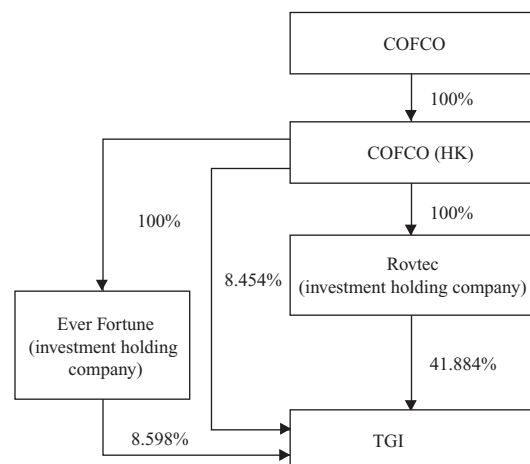 COFCO
100%
COFCO (HK)
100%
100%
8.454%
Rovtec
(investment holding company)
Ever Fortune
(investment holding
company)
41.884%
8.598%
TGI